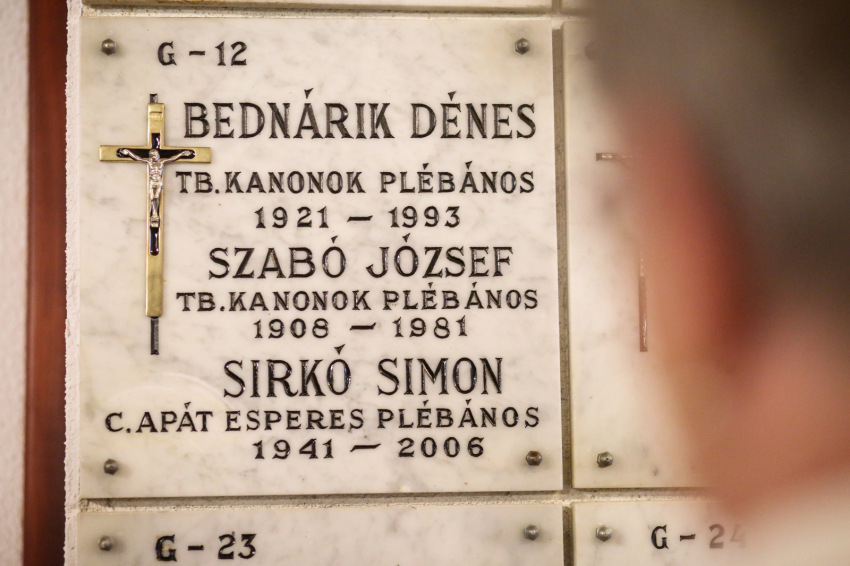 G - 12
BEDNÁRIK DÉNES
TB. KANONOK PLÉBÁNOS
1921 - 1993
SZABÓ JÓZSEF
TB. KANONOK PLÉBÁNOS
1908 - 1981
SIRKÓ SIMON
C. APÁT ESPERES PLÉBÁNOS
1941 - 2006
G - 23
G - 24